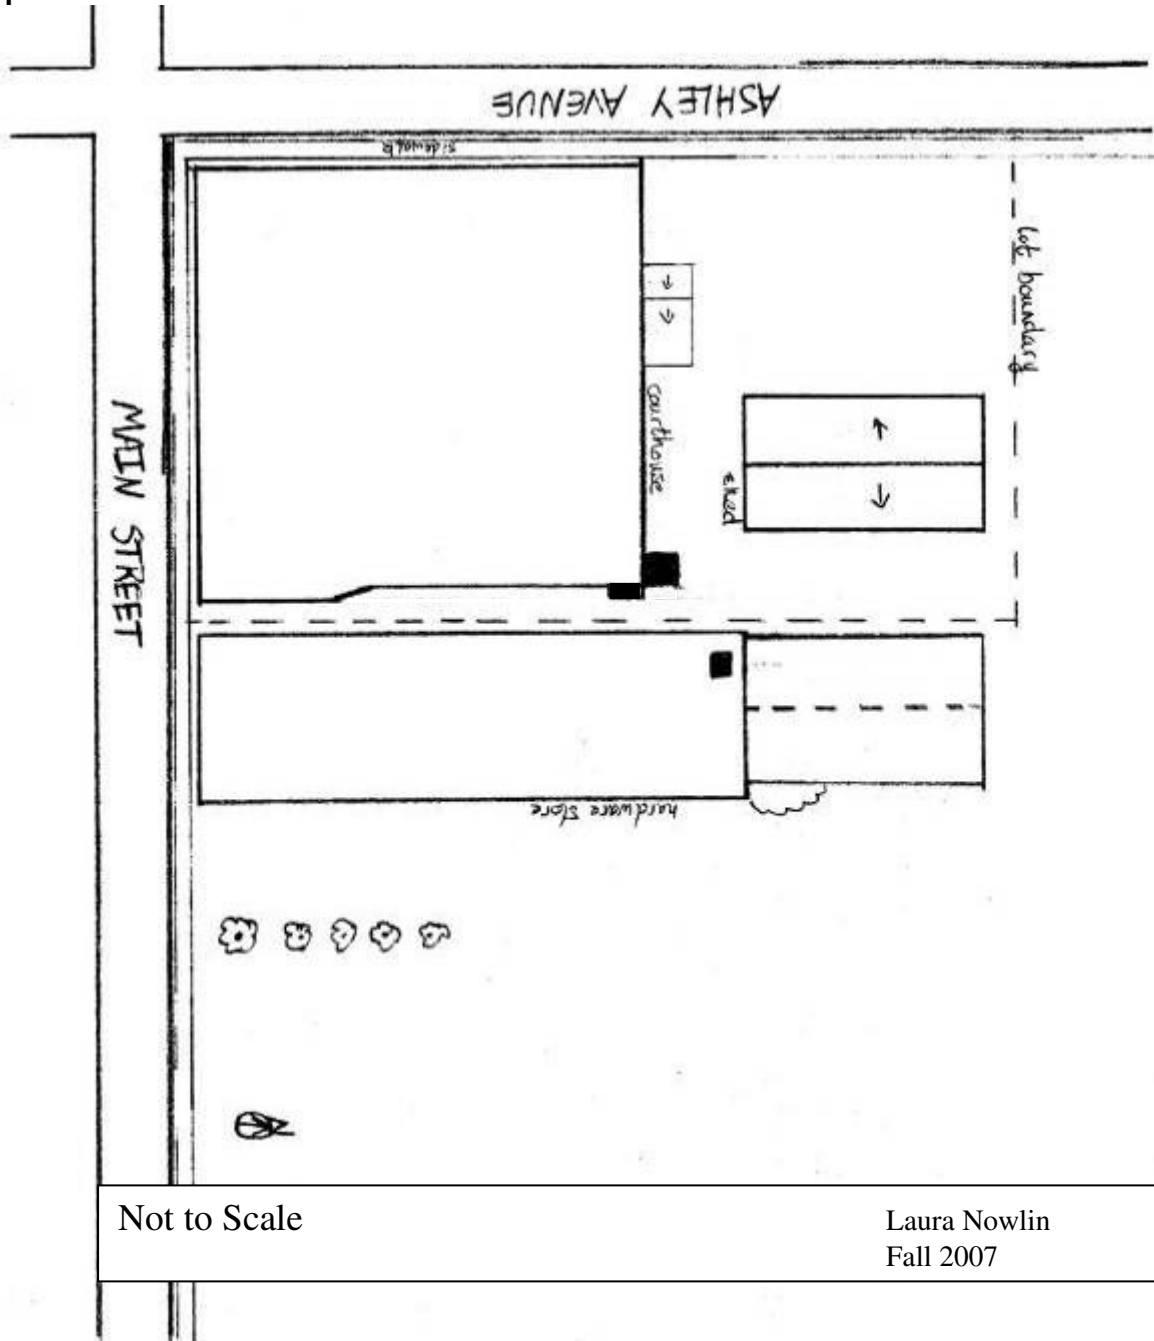 ASHLEY AVENUE
sidewalk
lot boundary
MAIN STREET
courthouse
shed
hardware store
N
Not to Scale
Laura Nowlin
Fall 2007